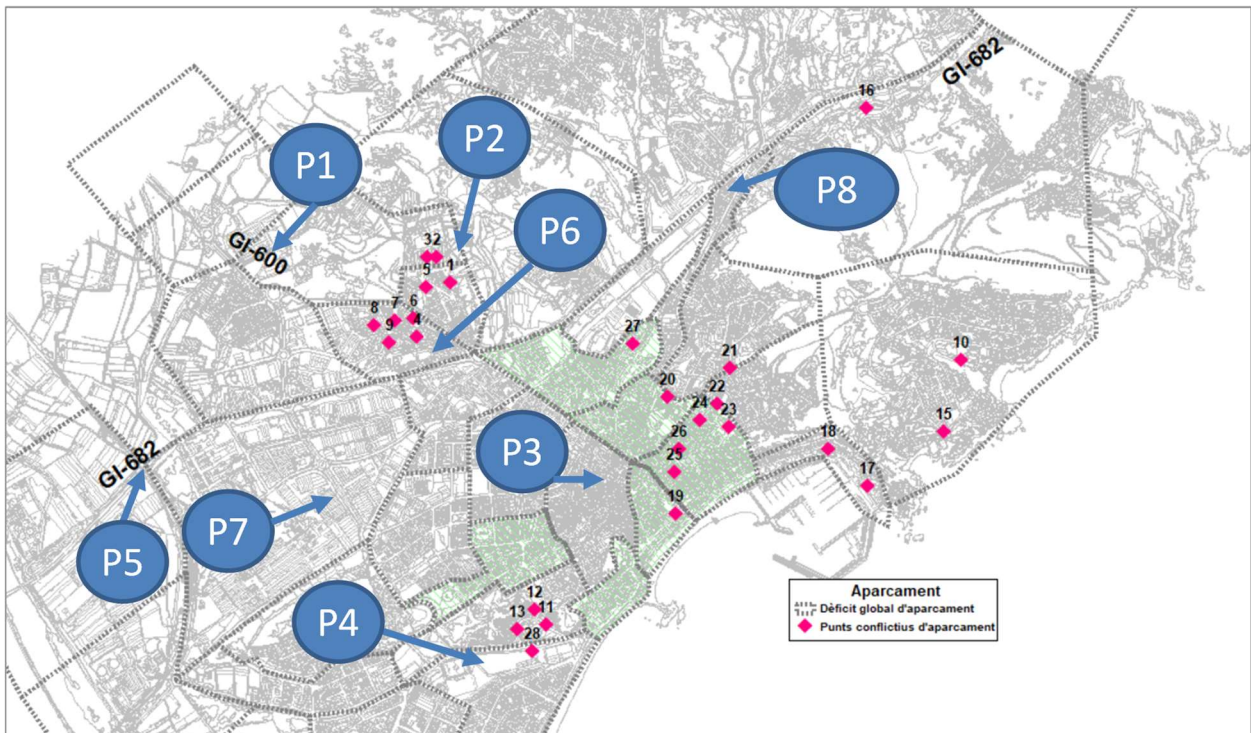 GI-682
16
P2
P1
P8
P6
GI-600
32
5
1
8
7
6
9
4
27
21
10
20
22
24
23
15
26
18
P3
GI-682
25
17
P7
19
P5
Aparcament
Dèficit global d'aparcament
Punts conflictius d'aparcament
12
P4
13
11
28